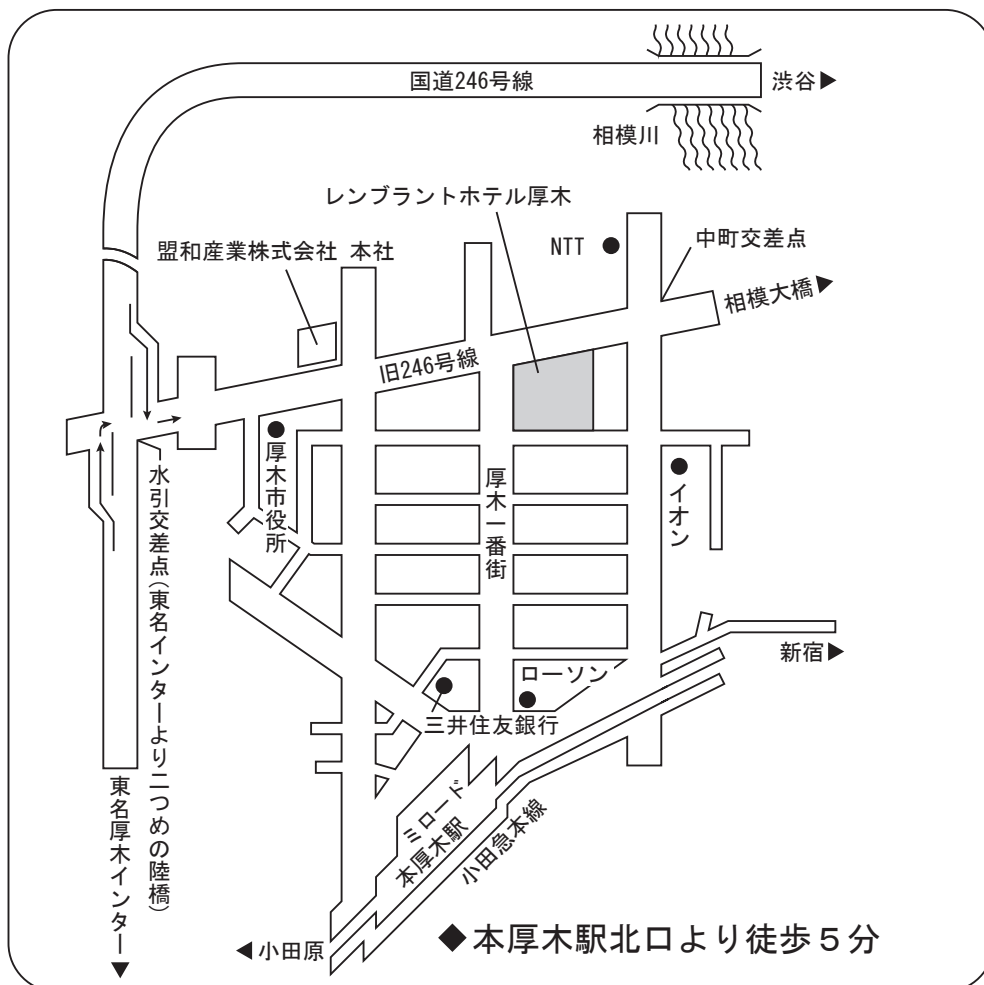 国道246号線
渋谷▶
相模川
レンブラントホテル厚木
NTT
中町交差点
盟和産業株式会社 本社
相模大橋▶
旧246号線
厚木市役所
厚木一番街
イオン
水引交差点(東名インターより二つめの陸橋)
ローソン
新宿▶
三井住友銀行
ミロード
本厚木駅
小田急本線
東名厚木インター▼
◀小田原
◆本厚木駅北口より徒歩5分